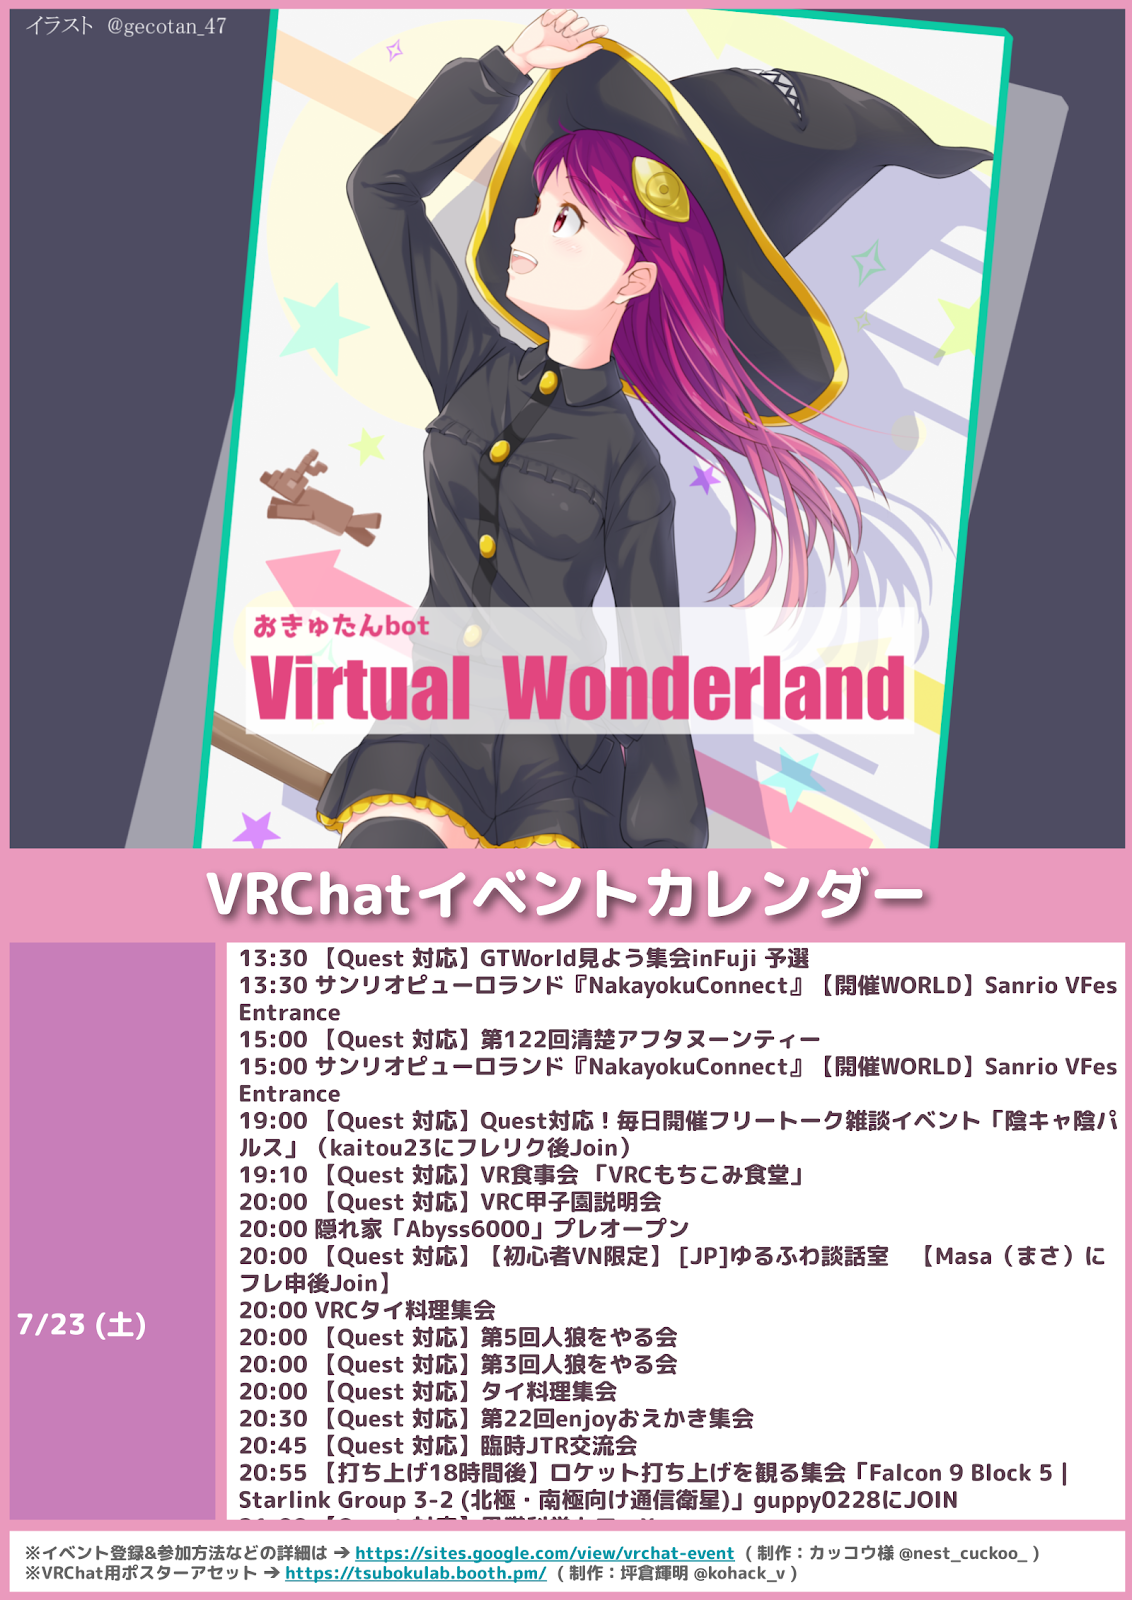 イラスト @gecotan_47
おきゅたんbot
Virtual Wonderland
VRChatイベントカレンダー
7/23 (土)
13:30 【Quest 対応】GTWorld見よう集会inFuji 予選
13:30 サンリオピューロランド『NakayokuConnect』【開催WORLD】Sanrio VFes
Entrance
15:00 【Quest 対応】第122回清楚アフタヌーンティー
15:00 サンリオピューロランド『NakayokuConnect』【開催WORLD】Sanrio VFes
Entrance
19:00 【Quest 対応】Quest対応！毎日開催フリートーク雑談イベント「陰キャ陰パ
ルス」（kaitou23にフレリク後Join）
19:10 【Quest 対応】VR食事会 「VRCもちこみ食堂」
20:00 【Quest 対応】VRC甲子園説明会
20:00 隠れ家「Abyss6000」プレオープン
20:00 【Quest 対応】【初心者VN限定】 [JP]ゆるふわ談話室　【Masa（まさ）に
フレ申後Join】
20:00 VRCタイ料理集会
20:00 【Quest 対応】第5回人狼をやる会
20:00 【Quest 対応】第3回人狼をやる会
20:00 【Quest 対応】タイ料理集会
20:30 【Quest 対応】第22回enjoyおえかき集会
20:45 【Quest 対応】臨時JTR交流会
20:55 【打ち上げ18時間後】ロケット打ち上げを観る集会「Falcon 9 Block 5 |
Starlink Group 3-2 (北極・南極向け通信衛星)」guppy0228にJOIN
※イベント登録&参加方法などの詳細は → https://sites.google.com/view/vrchat-event （ 制作：カッコウ様 @nest_cuckoo_ ）
※VRChat用ポスターアセット → https://tsubokulab.booth.pm/ （ 制作：坪倉輝明 @kohack_v ）